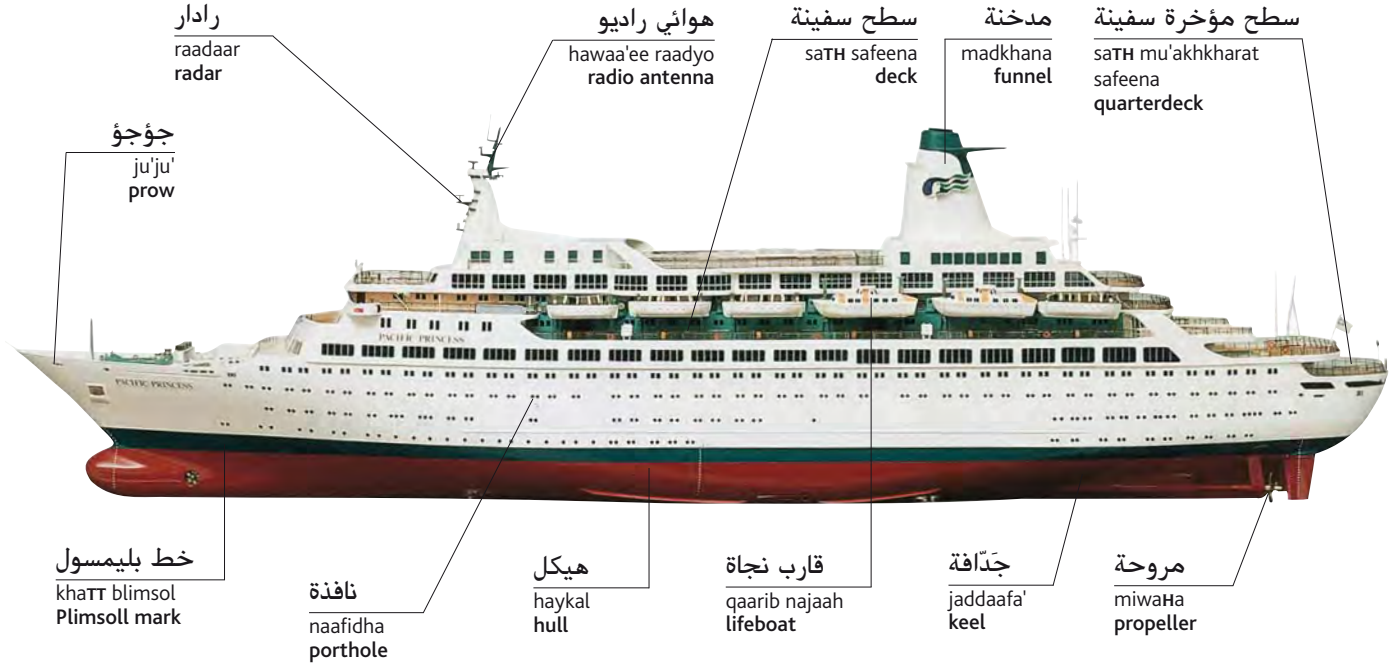 رادار
raadaar
radar
هوائي راديو
hawaa'ee raadyo
radio antenna
سطح سفينة
saTH safeena
deck
مدخنة
madkhana
funnel
سطح مؤخرة سفينة
saTH mu'akhkharat
safeena
quarterdeck
جؤجؤ
ju'ju'
prow
PACIFIC PRINCESS
PACIFIC PRINCESS
خط بليمسول
khaTT blimsol
Plimsoll mark
نافذة
naafidha
porthole
هيكل
haykal
hull
قارب نجاة
qaarib najaah
lifeboat
جَدّافة
jaddaafa'
keel
مروحة
miwaHa
propeller